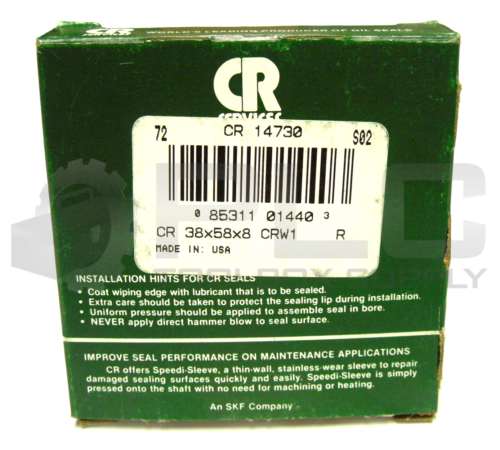 CR
WORLD'S LEADING PRODUCER OF OIL SEALS
CR
SERVICES
72 CR 14730 S02
0 85311 01440 3
CR 38x58x8 CRW1 R
MADE IN: USA
PLC
TOOLBOX SUPPLY
INSTALLATION HINTS FOR CR SEALS
• Coat wiping edge with lubricant that is to be sealed.
• Extra care should be taken to protect the sealing lip during installation.
• Uniform pressure should be applied to assemble seal in bore.
• NEVER apply direct hammer blow to seal surface.
IMPROVE SEAL PERFORMANCE ON MAINTENANCE APPLICATIONS
CR offers Speedi-Sleeve, a thin-wall, stainless-wear sleeve to repair
damaged sealing surfaces quickly and easily. Speedi-Sleeve is simply
pressed onto the shaft with no need for machining or heating.
An SKF Company